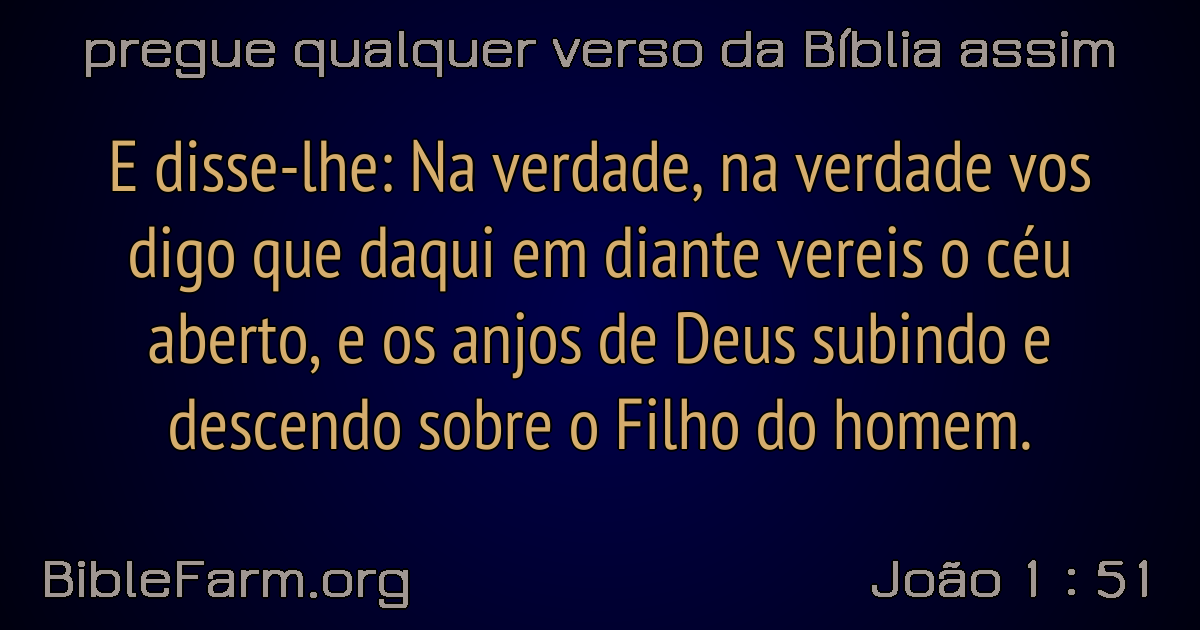 pregue qualquer verso da Bíblia assim
E disse-lhe: Na verdade, na verdade vos
digo que daqui em diante vereis o céu
aberto, e os anjos de Deus subindo e
descendo sobre o Filho do homem.
BibleFarm.org
João 1 : 51